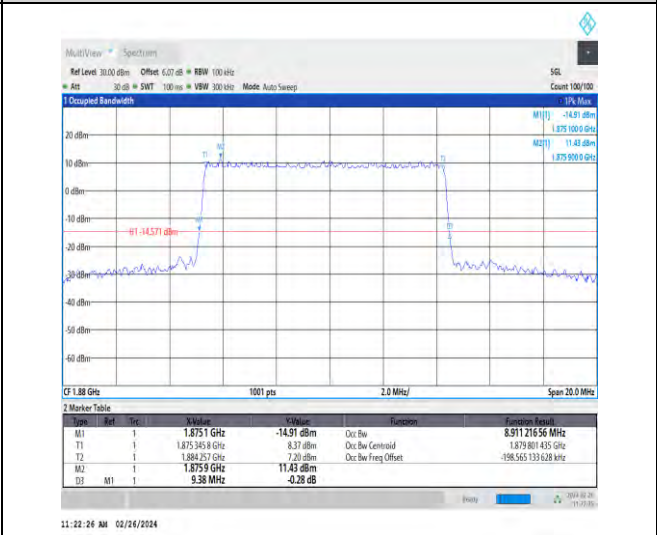 MultiView Spectrum
Ref Level 30.00 dBm Offset 6.07 dB RBW 100 kHz SGL
Att 30 dB SWT 100 ms VBW 300 kHz Mode Auto Sweep Count 100/100
1 Occupied Bandwidth 1Pk Max
M1[1] -14.91 dBm
1.875 100 0 GHz
M2[1] 11.43 dBm
1.875 900 0 GHz
20 dBm
T1 M2 T2
10 dBm
0 dBm
-10 dBm
H1 -14.571 dBm
-20 dBm
-30 dBm
-40 dBm
-50 dBm
-60 dBm
CF 1.88 GHz 1001 pts 2.0 MHz/ Span 20.0 MHz
2 Marker Table
Type Ref Trc X-Value Y-Value Function Function Result
M1 1 1.8751 GHz -14.91 dBm Occ Bw 8.911 216 56 MHz
T1 1 1.875 345 8 GHz 8.37 dBm Occ Bw Centroid 1.879 801 435 GHz
T2 1 1.884 257 GHz 7.20 dBm Occ Bw Freq Offset -198.565 133 628 kHz
M2 1 1.8759 GHz 11.43 dBm
D3 M1 1 9.38 MHz -0.28 dB
11:22:26 AM 02/26/2024